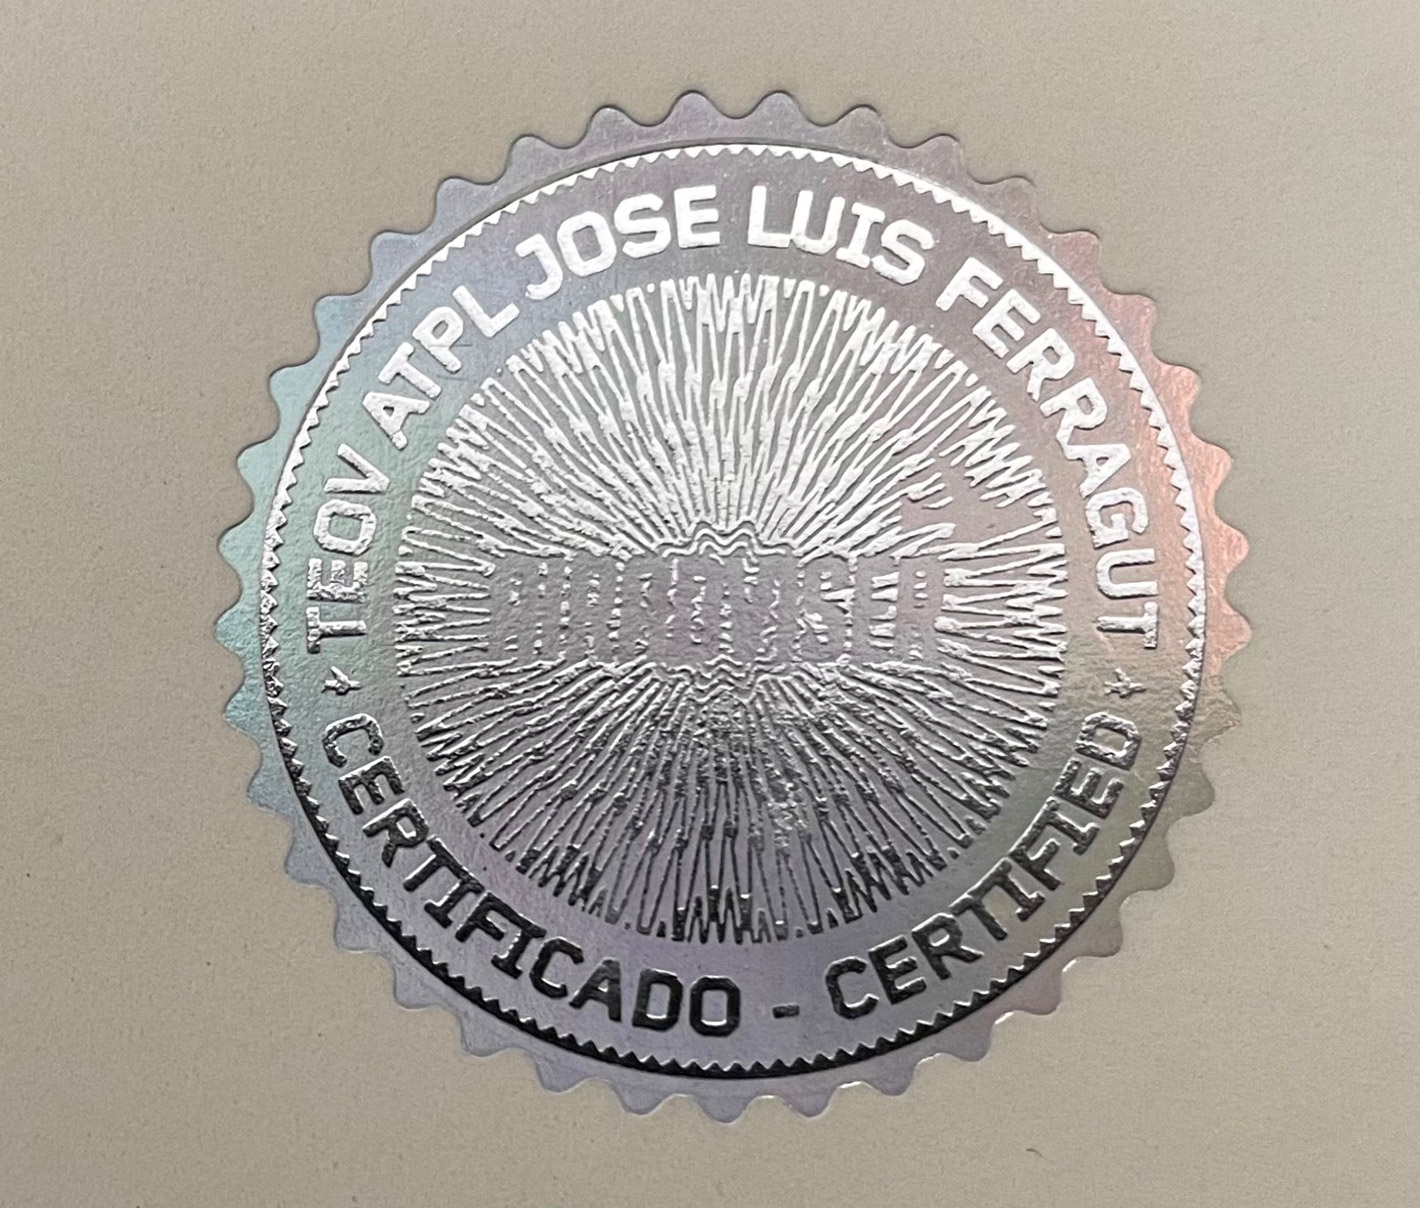 TEOV ATPL JOSE LUIS FERRAGUT
CERTIFICADO - CERTIFIED